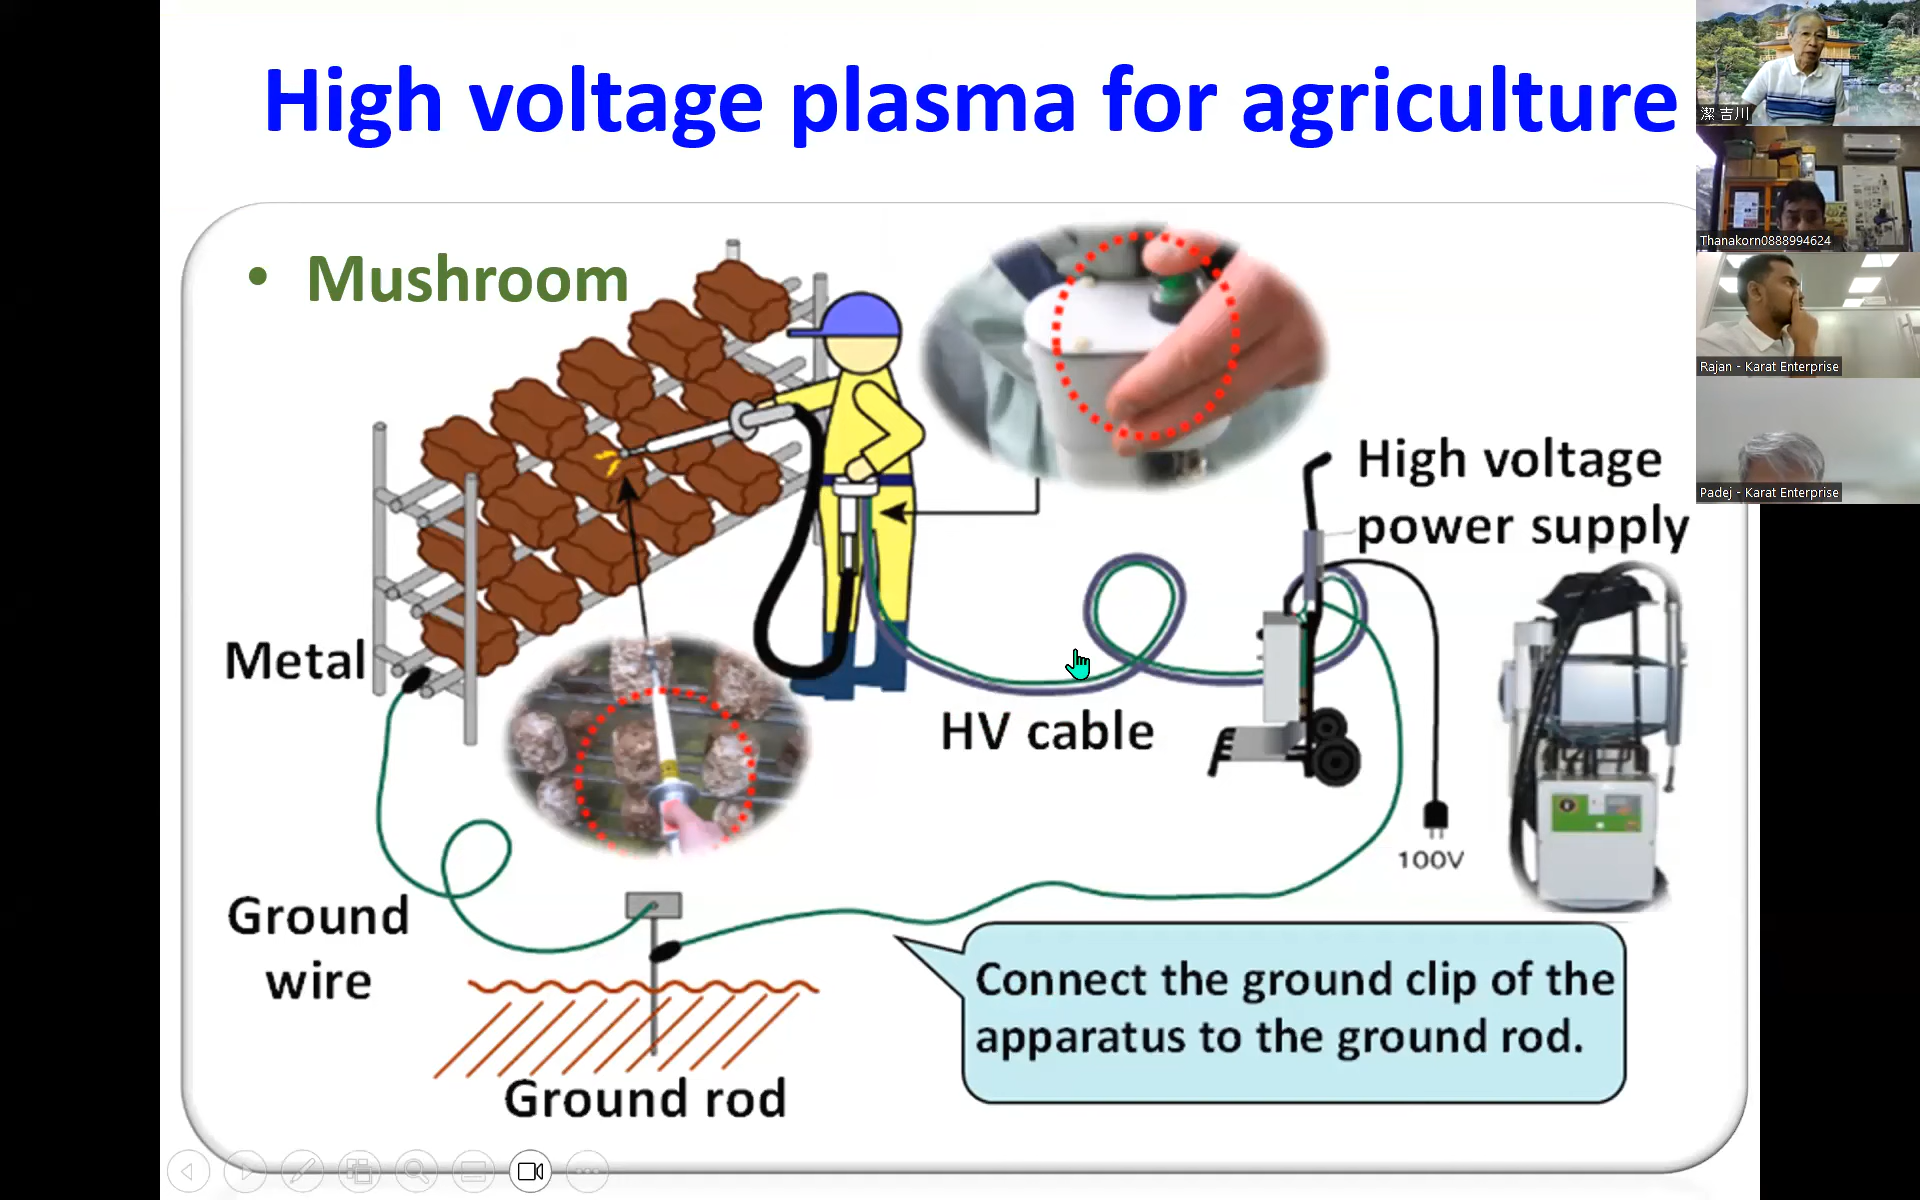 High voltage plasma for agriculture
• Mushroom
High voltage
power supply
Metal
HV cable
100V
Ground
wire
Connect the ground clip of the
apparatus to the ground rod.
Ground rod
潔 吉川
Thanakorn0888994624
Rajan - Karat Enterprise
Padej - Karat Enterprise